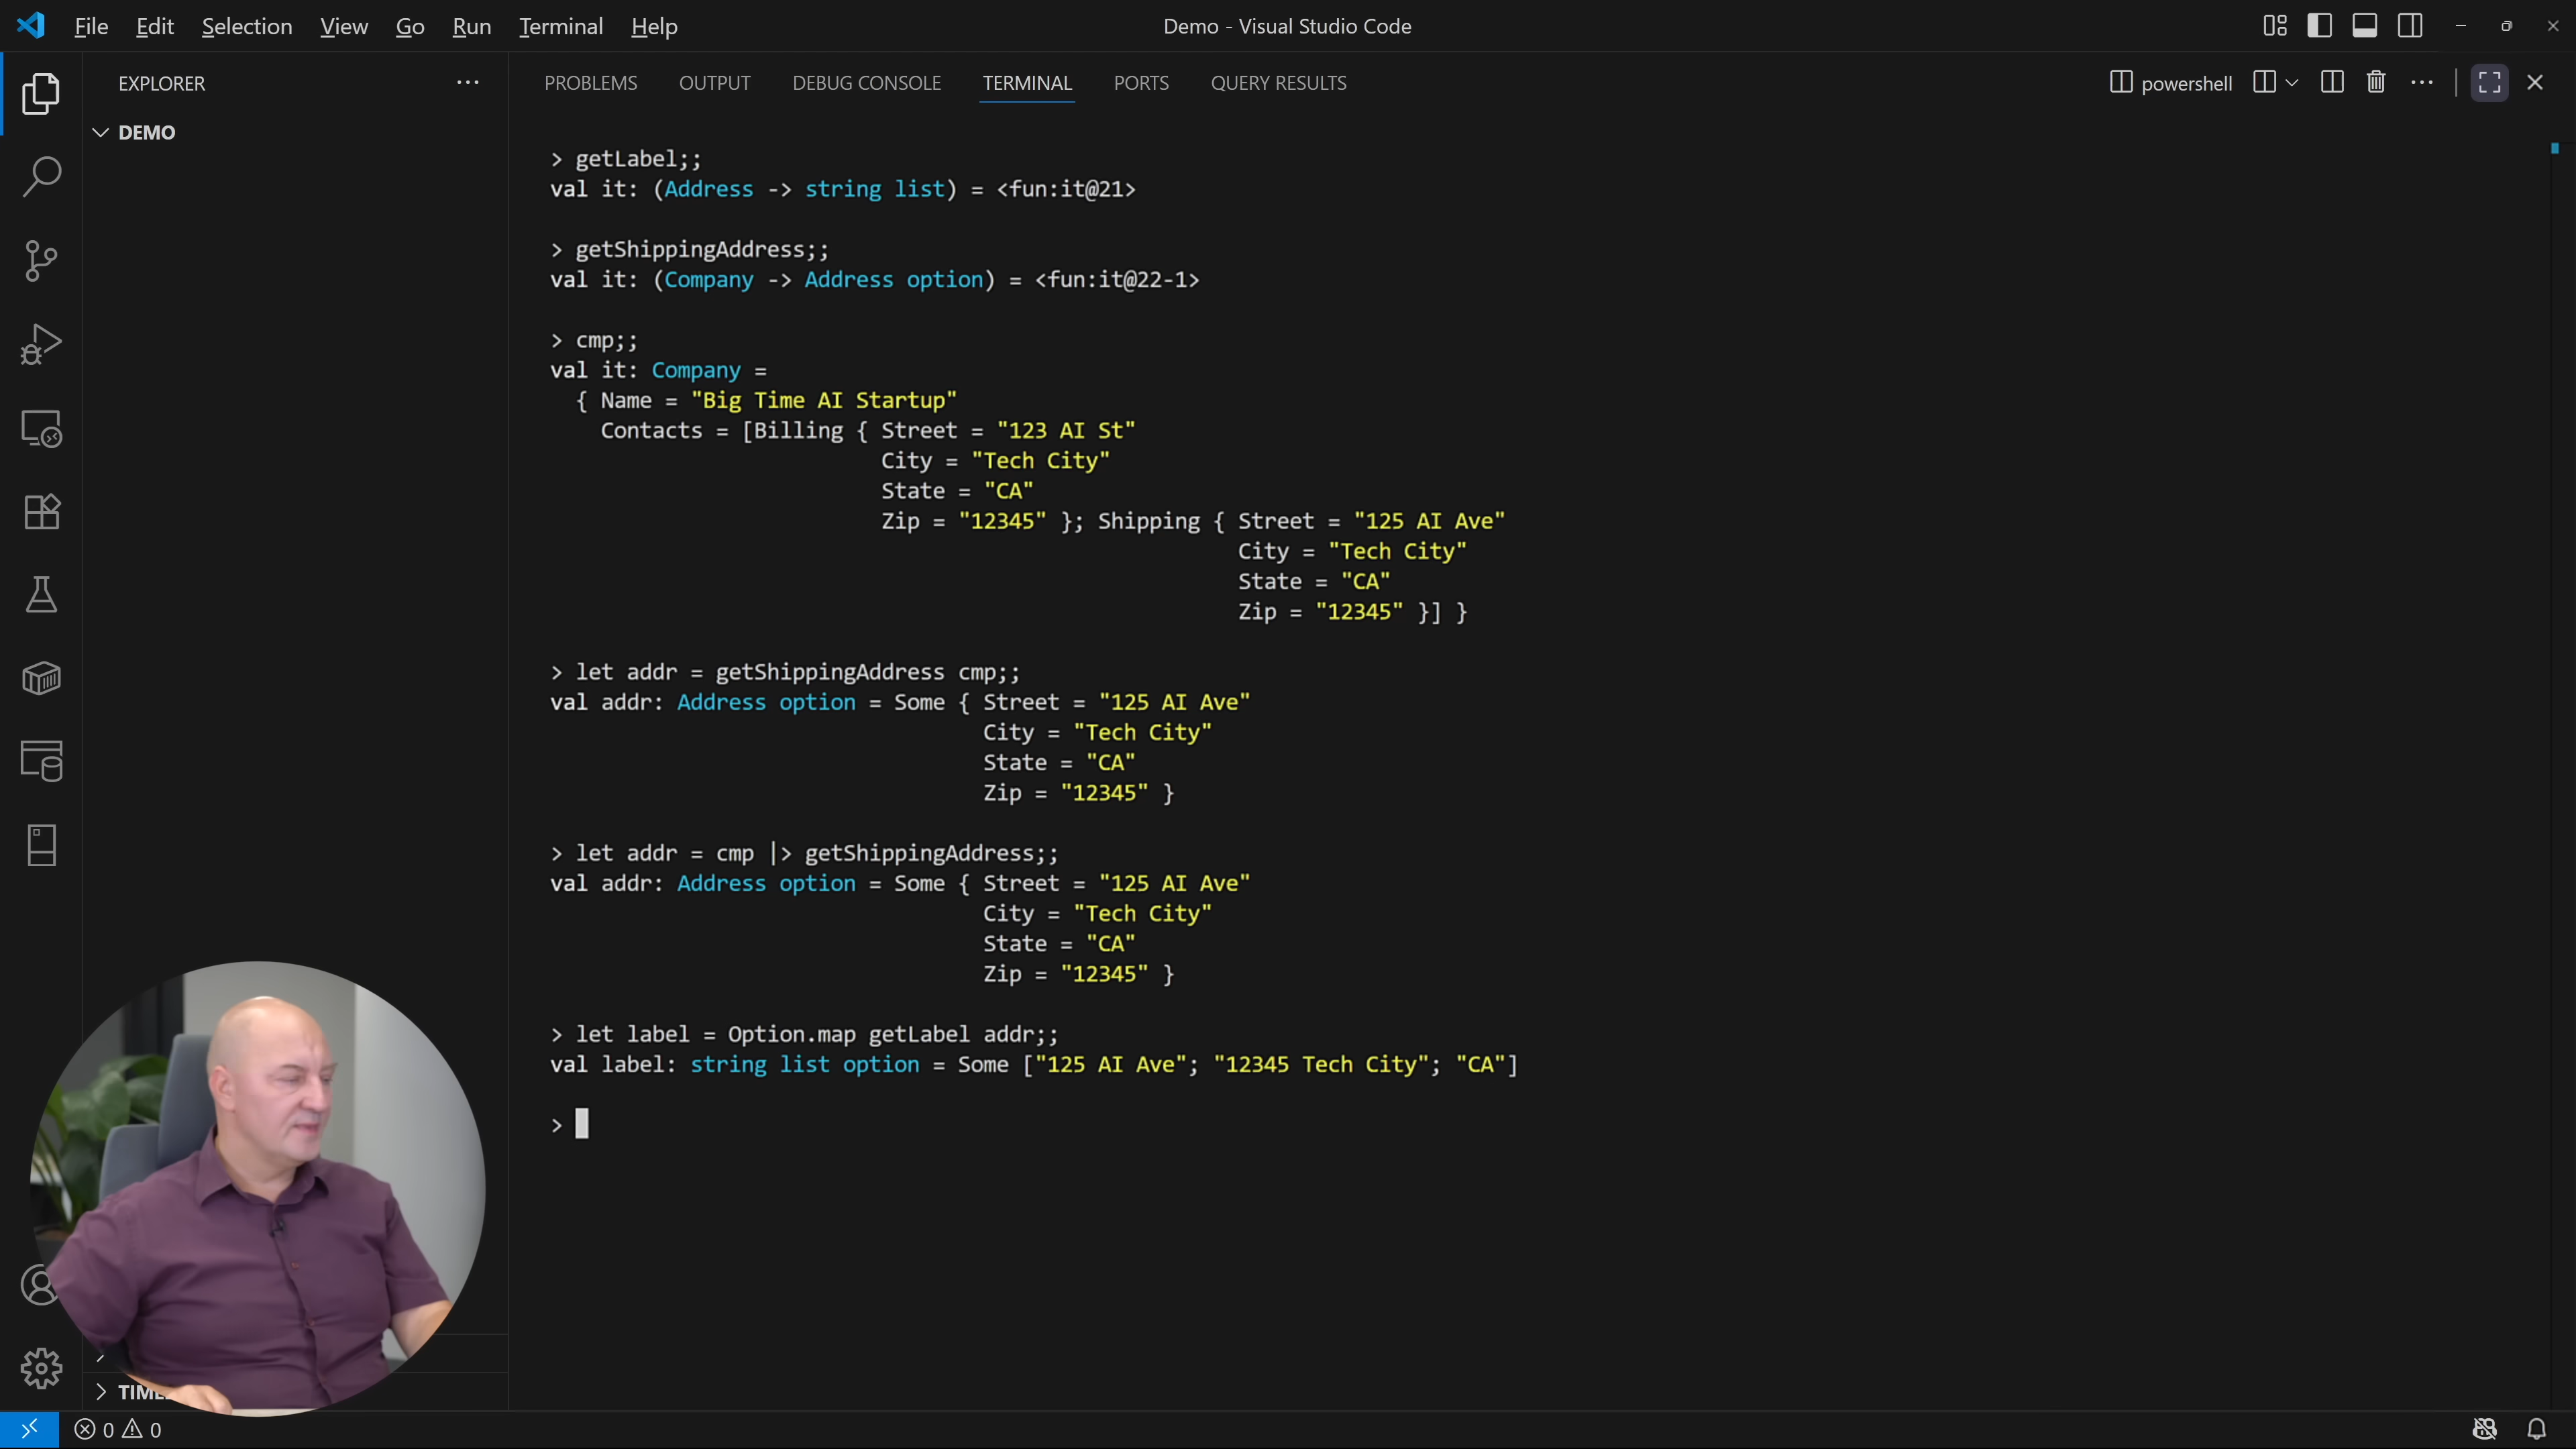 File Edit Selection View Go Run Terminal Help
Demo - Visual Studio Code
EXPLORER
DEMO
PROBLEMS OUTPUT DEBUG CONSOLE TERMINAL PORTS QUERY RESULTS
powershell
> getLabel;;
val it: (Address -> string list) = <fun:it@21>
> getShippingAddress;;
val it: (Company -> Address option) = <fun:it@22-1>
> cmp;;
val it: Company =
{ Name = "Big Time AI Startup"
Contacts = [Billing { Street = "123 AI St"
City = "Tech City"
State = "CA"
Zip = "12345" }; Shipping { Street = "125 AI Ave"
City = "Tech City"
State = "CA"
Zip = "12345" }] }
> let addr = getShippingAddress cmp;;
val addr: Address option = Some { Street = "125 AI Ave"
City = "Tech City"
State = "CA"
Zip = "12345" }
> let addr = cmp |> getShippingAddress;;
val addr: Address option = Some { Street = "125 AI Ave"
City = "Tech City"
State = "CA"
Zip = "12345" }
> let label = Option.map getLabel addr;;
val label: string list option = Some ["125 AI Ave"; "12345 Tech City"; "CA"]
>
0 0